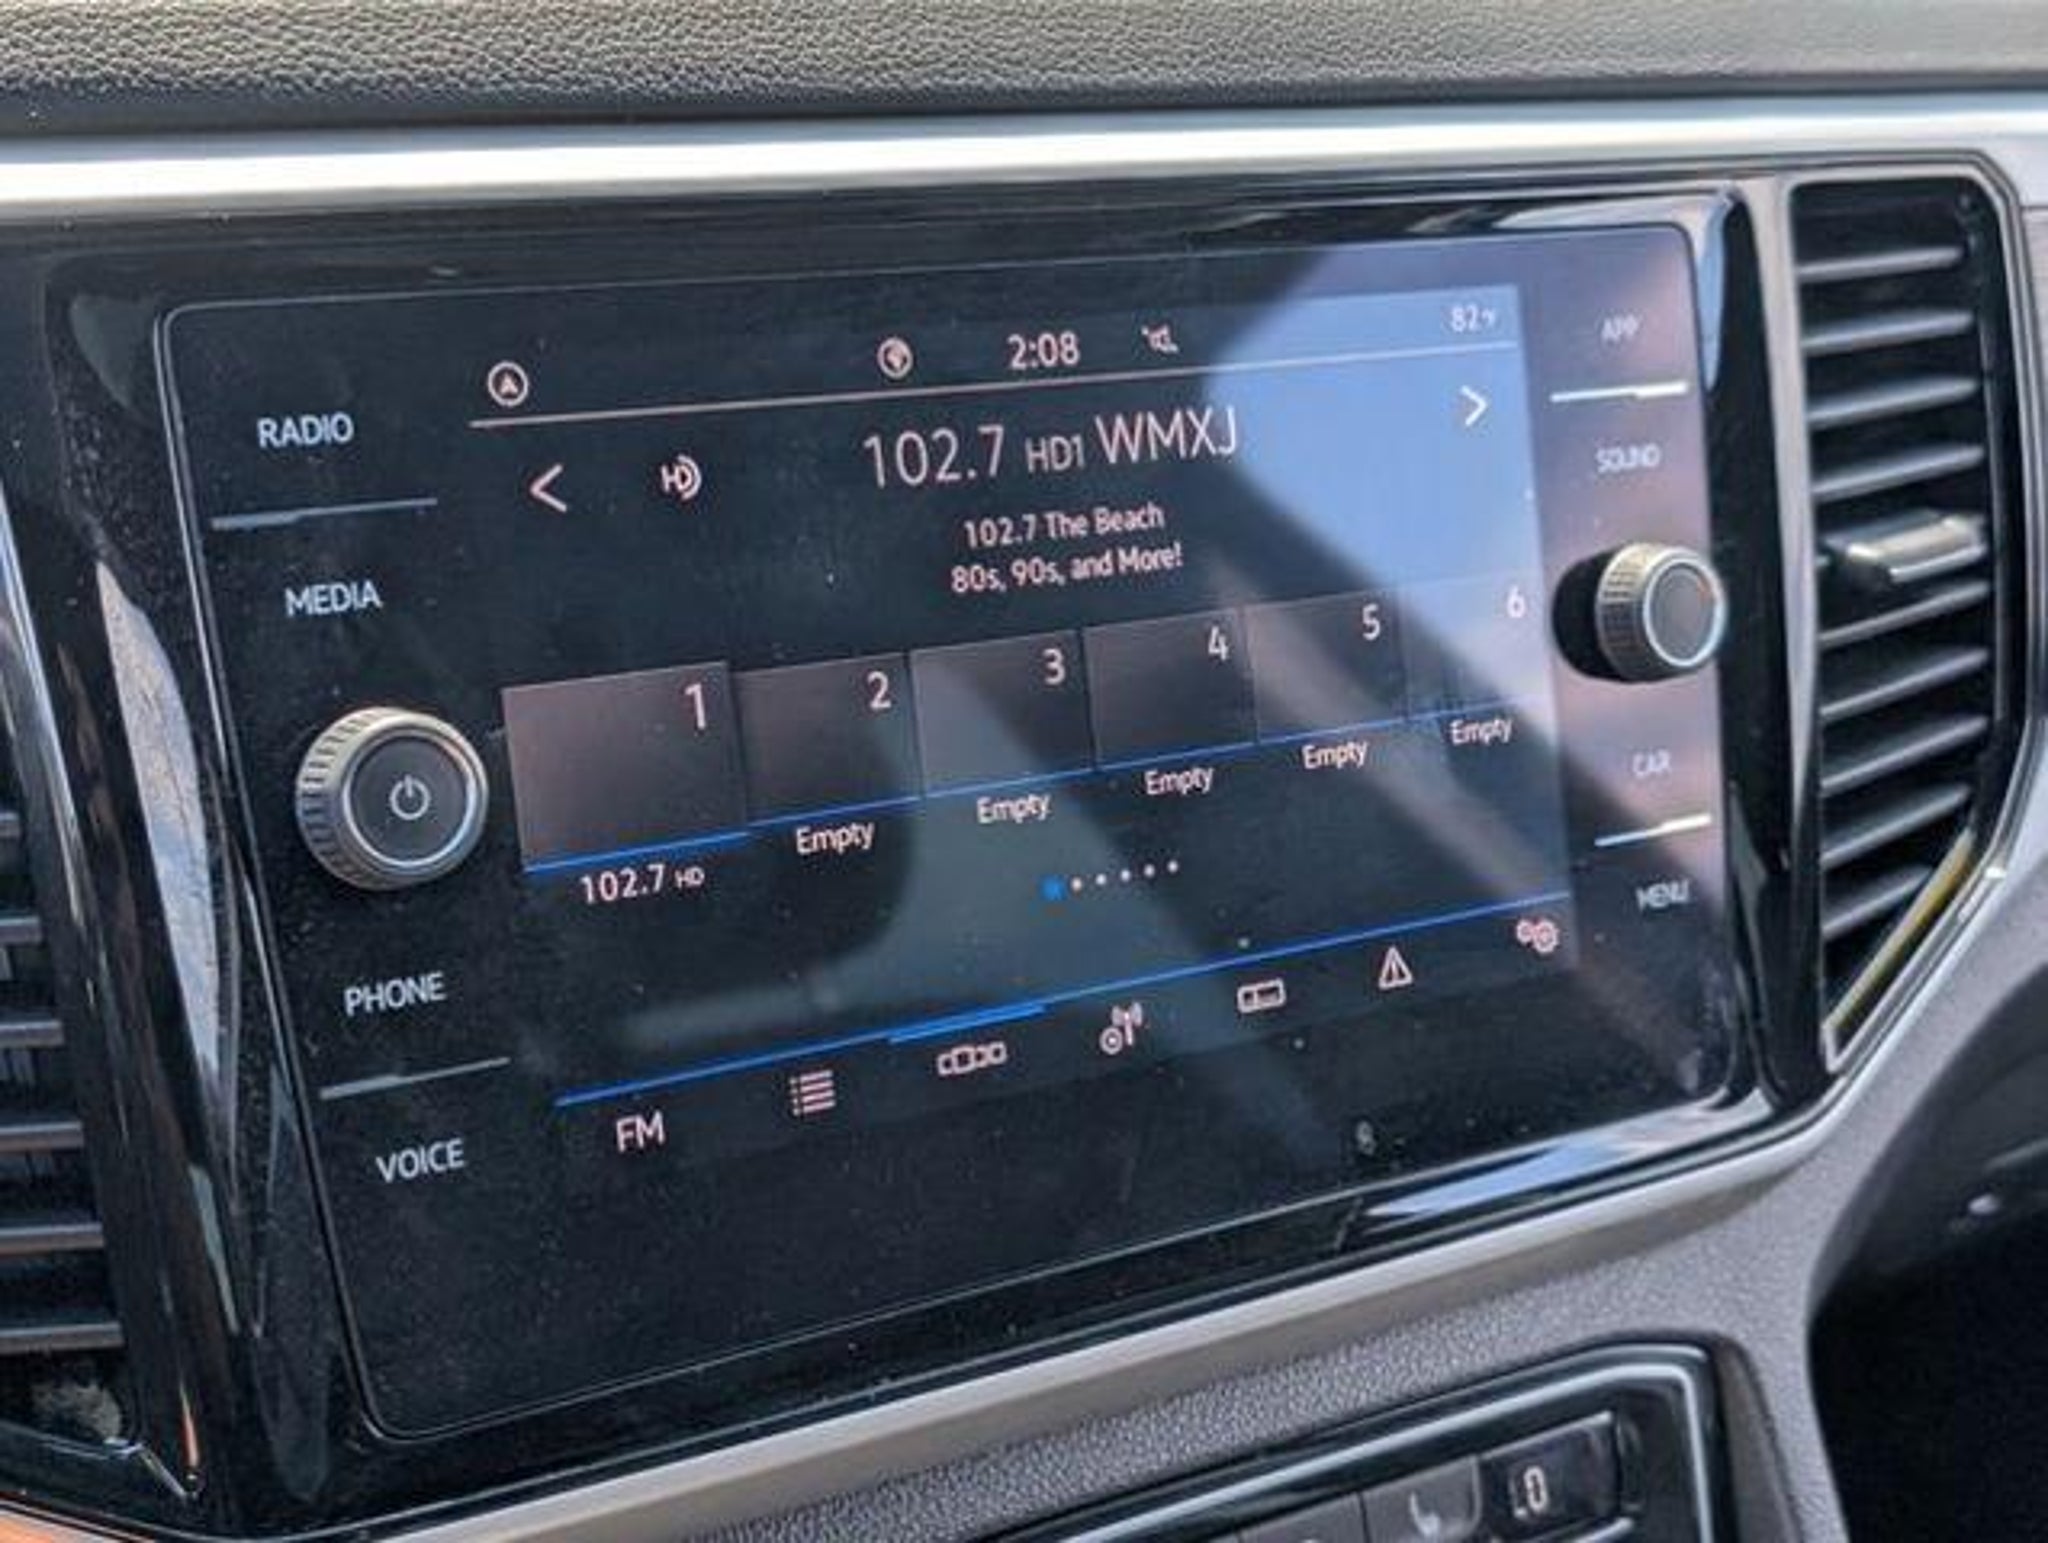 2:08
82°F
APP
RADIO
102.7 HD1 WMXJ
HD
SOUND
102.7 The Beach
80s, 90s, and More!
MEDIA
1 2 3 4 5 6
102.7 HD Empty Empty Empty Empty Empty
CAR
MENU
PHONE
FM
VOICE
0